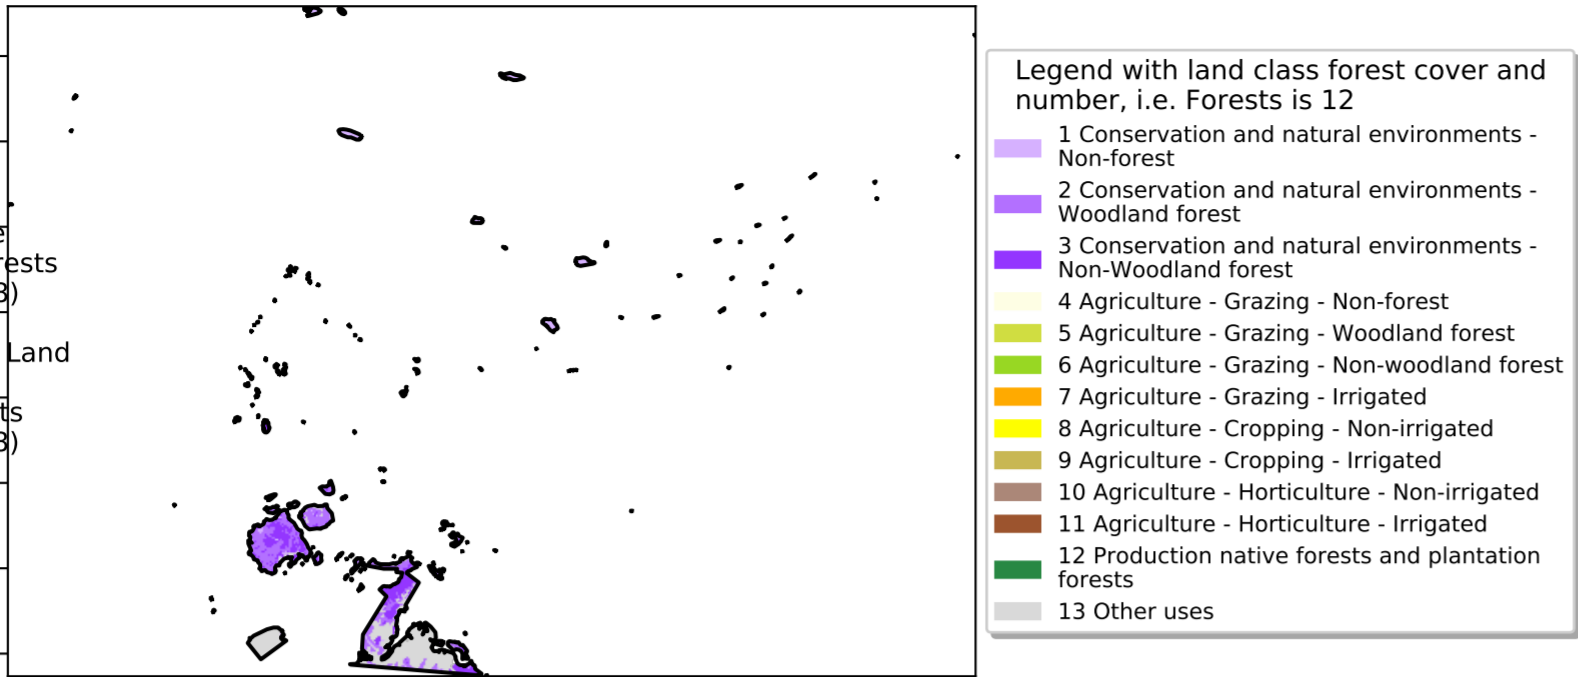 rests
3)
Land
ts
3)
Legend with land class forest cover and
number, i.e. Forests is 12
1 Conservation and natural environments -
Non-forest
2 Conservation and natural environments -
Woodland forest
3 Conservation and natural environments -
Non-Woodland forest
4 Agriculture - Grazing - Non-forest
5 Agriculture - Grazing - Woodland forest
6 Agriculture - Grazing - Non-woodland forest
7 Agriculture - Grazing - Irrigated
8 Agriculture - Cropping - Non-irrigated
9 Agriculture - Cropping - Irrigated
10 Agriculture - Horticulture - Non-irrigated
11 Agriculture - Horticulture - Irrigated
12 Production native forests and plantation
forests
13 Other uses